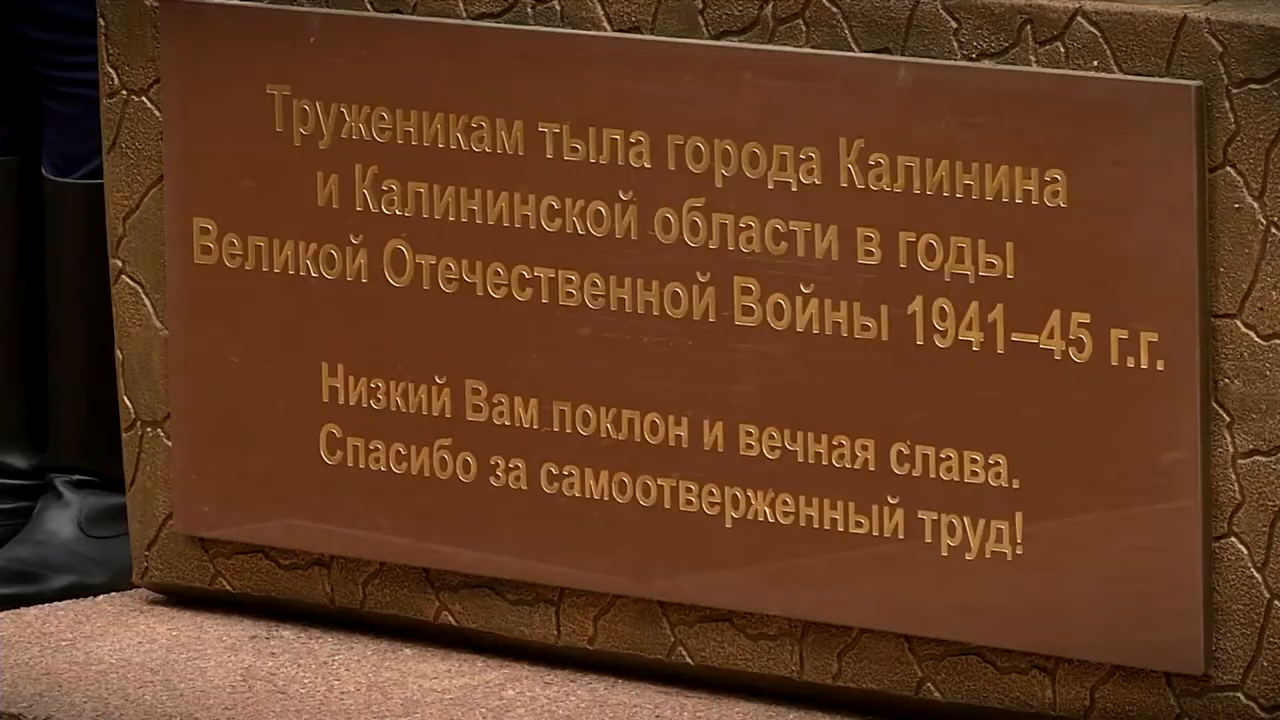 Труженикам тыла города Калинина
и Калининской области в годы
Великой Отечественной Войны 1941–45 г.г.
Низкий Вам поклон и вечная слава.
Спасибо за самоотверженный труд!